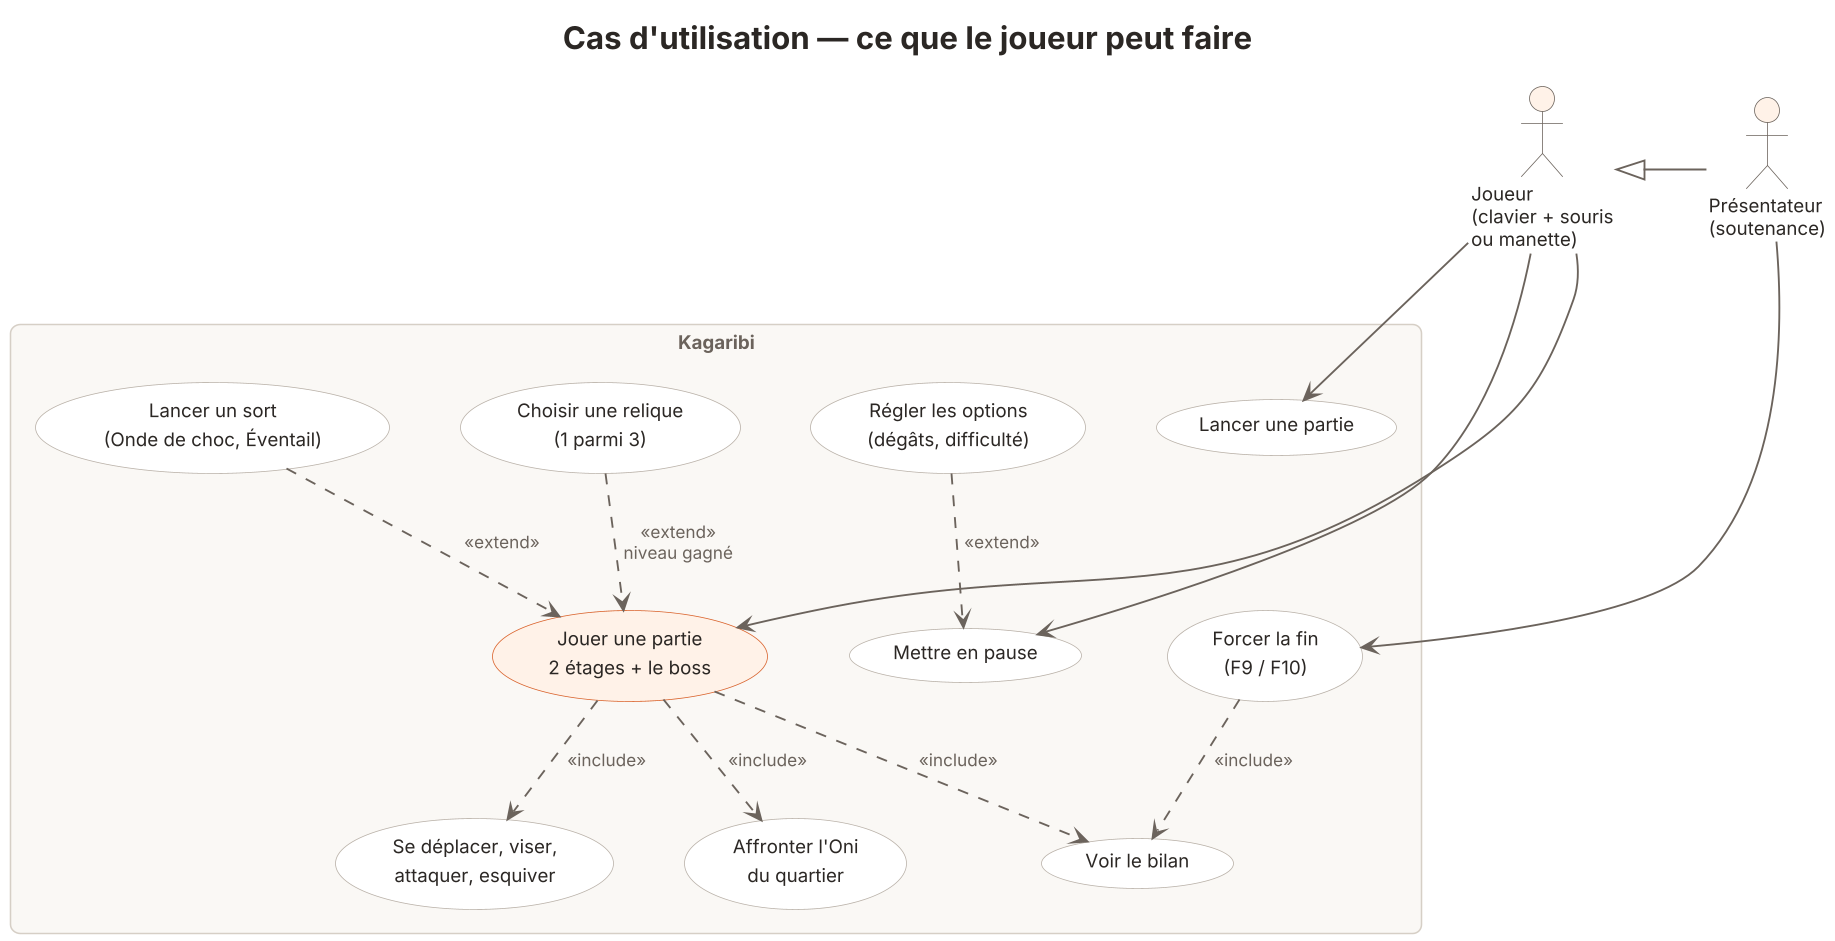 Cas d'utilisation — ce que le joueur peut faire
Joueur
(clavier + souris
ou manette)
Présentateur
(soutenance)
Kagaribi
Lancer un sort
(Onde de choc, Éventail)
Choisir une relique
(1 parmi 3)
Régler les options
(dégâts, difficulté)
Lancer une partie
«extend»
«extend»
niveau gagné
«extend»
Jouer une partie
2 étages + le boss
Mettre en pause
Forcer la fin
(F9 / F10)
«include»
«include»
«include»
«include»
Se déplacer, viser,
attaquer, esquiver
Affronter l'Oni
du quartier
Voir le bilan